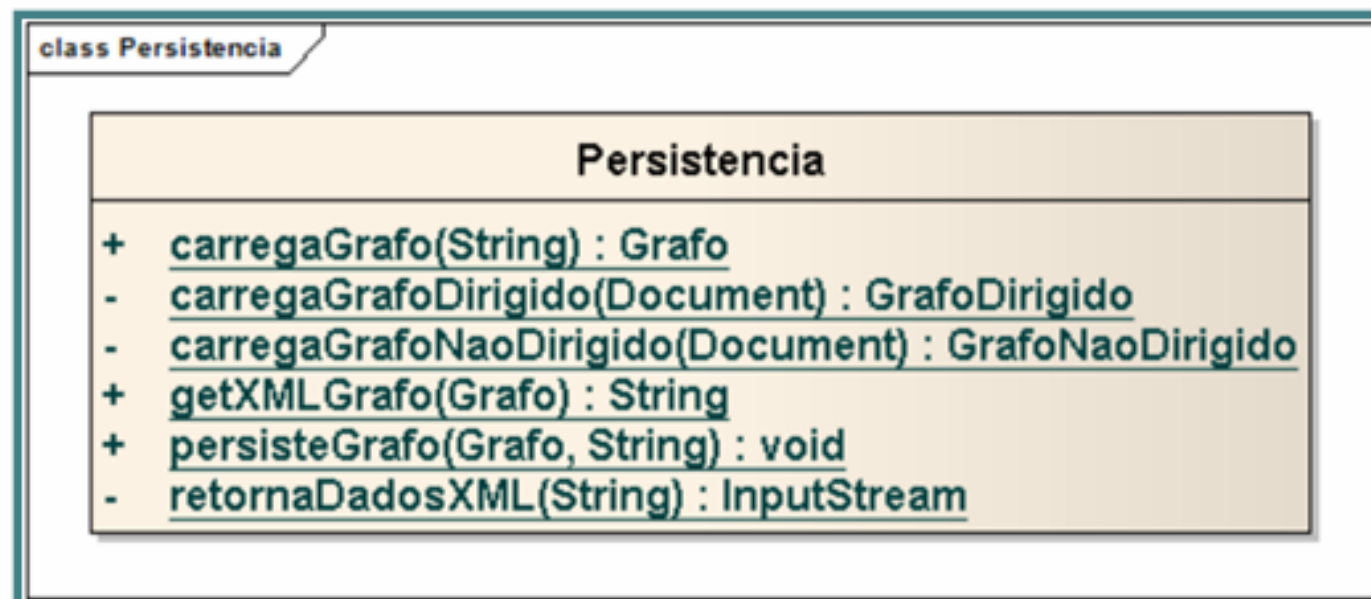 class Persistencia
Persistencia
+ carregaGrafo(String) : Grafo
- carregaGrafoDirigido(Document) : GrafoDirigido
- carregaGrafoNaoDirigido(Document) : GrafoNaoDirigido
+ getXMLGrafo(Grafo) : String
+ persisteGrafo(Grafo, String) : void
- retornaDadosXML(String) : InputStream